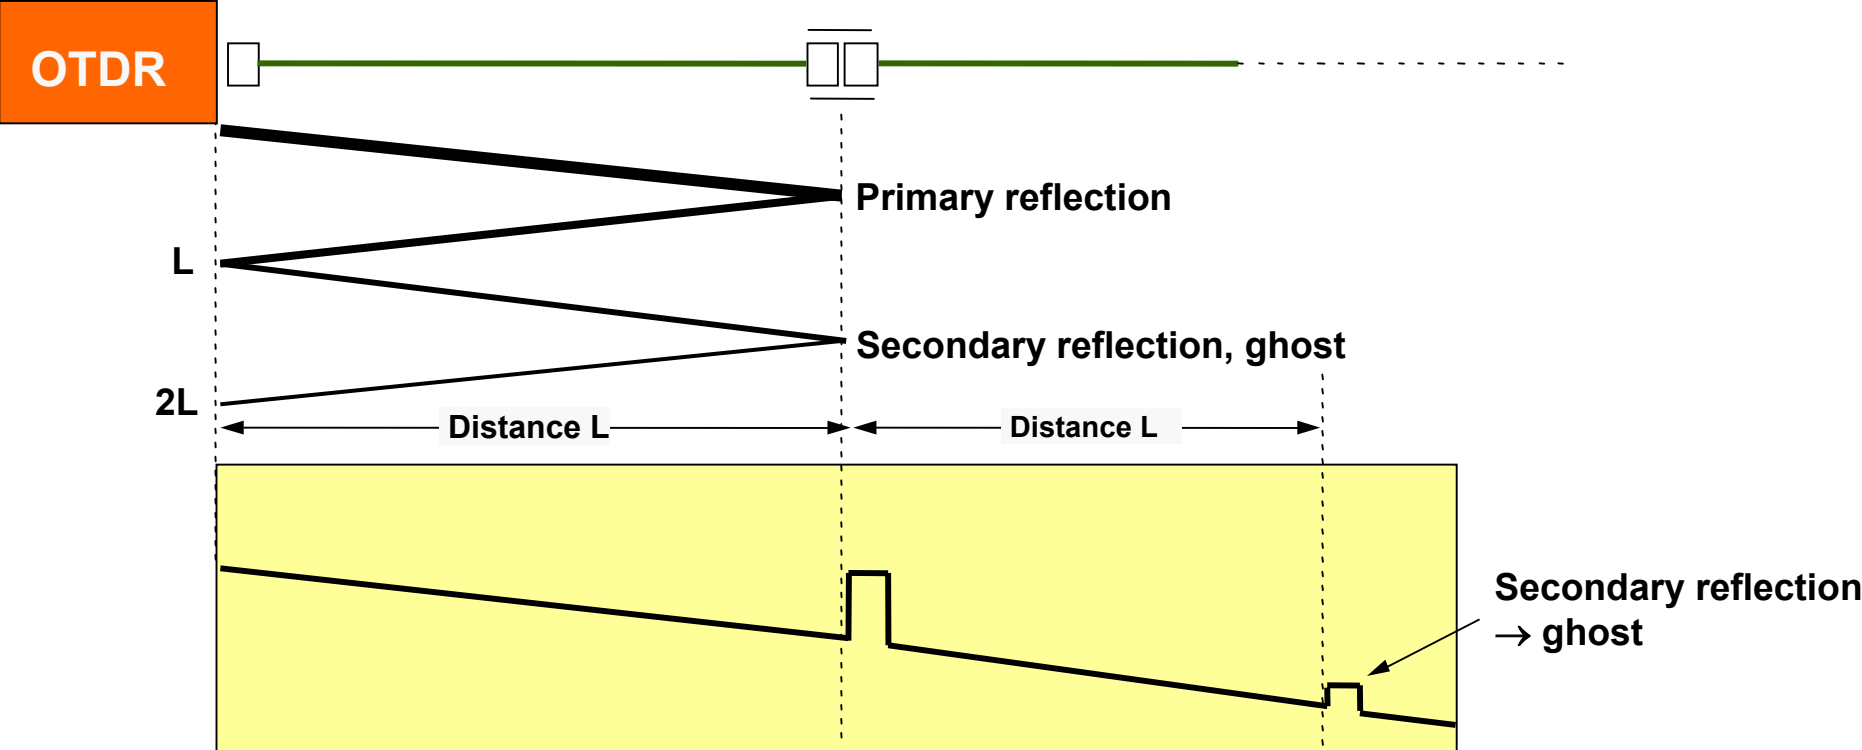 OTDR
Primary reflection
L
Secondary reflection, ghost
2L
Distance L
Distance L
Secondary reflection
→ ghost